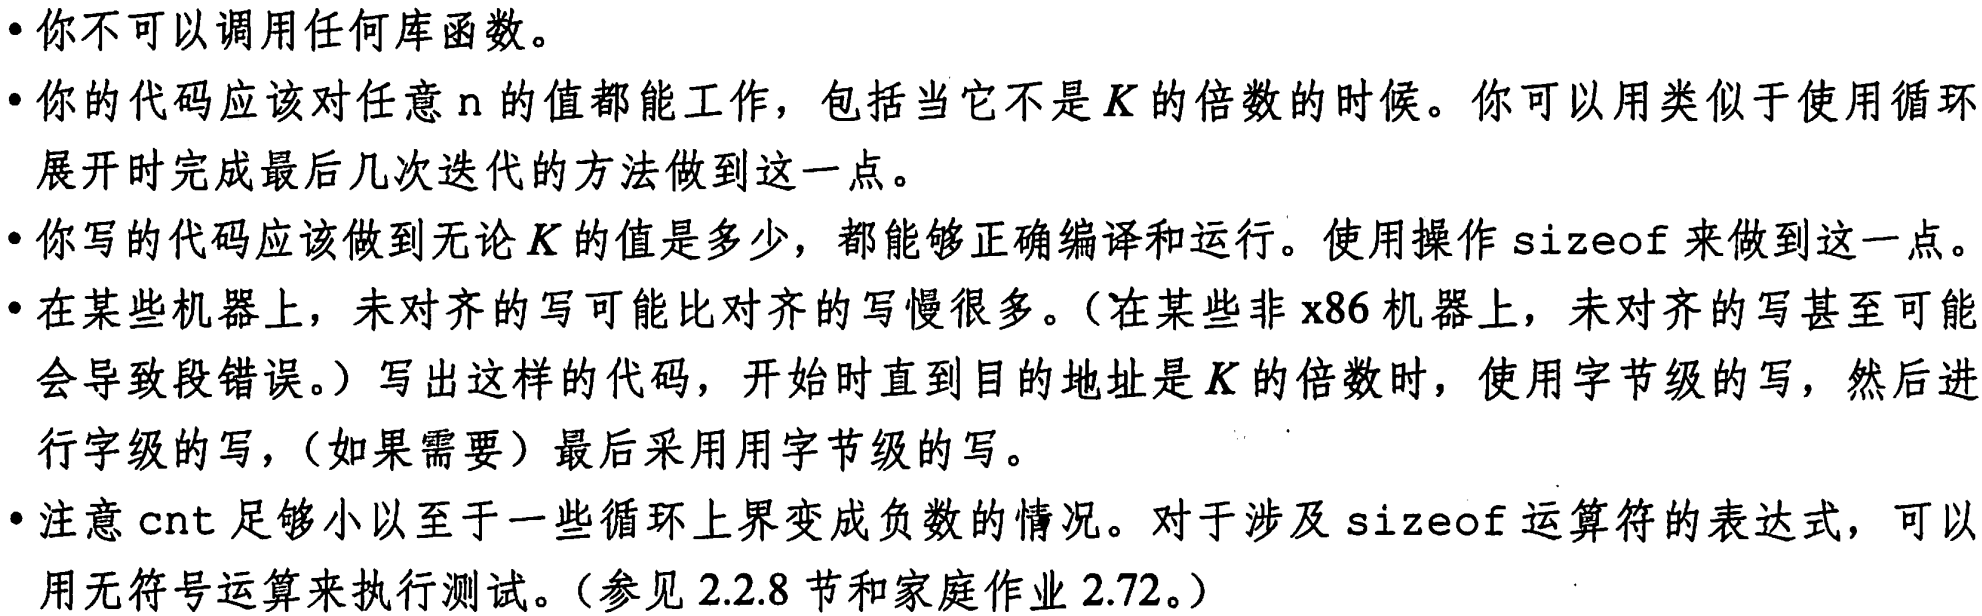 •你不可以调用任何库函数。
•你的代码应该对任意 n 的值都能工作，包括当它不是 K 的倍数的时候。你可以用类似于使用循环
展开时完成最后几次迭代的方法做到这一点。
•你写的代码应该做到无论 K 的值是多少，都能够正确编译和运行。使用操作 sizeof 来做到这一点。
•在某些机器上，未对齐的写可能比对齐的写慢很多。（在某些非 x86 机器上，未对齐的写甚至可能
会导致段错误。）写出这样的代码，开始时直到目的地址是 K 的倍数时，使用字节级的写，然后进
行字级的写，（如果需要）最后采用用字节级的写。
•注意 cnt 足够小以至于一些循环上界变成负数的情况。对于涉及 sizeof 运算符的表达式，可以
用无符号运算来执行测试。（参见 2.2.8 节和家庭作业 2.72。）